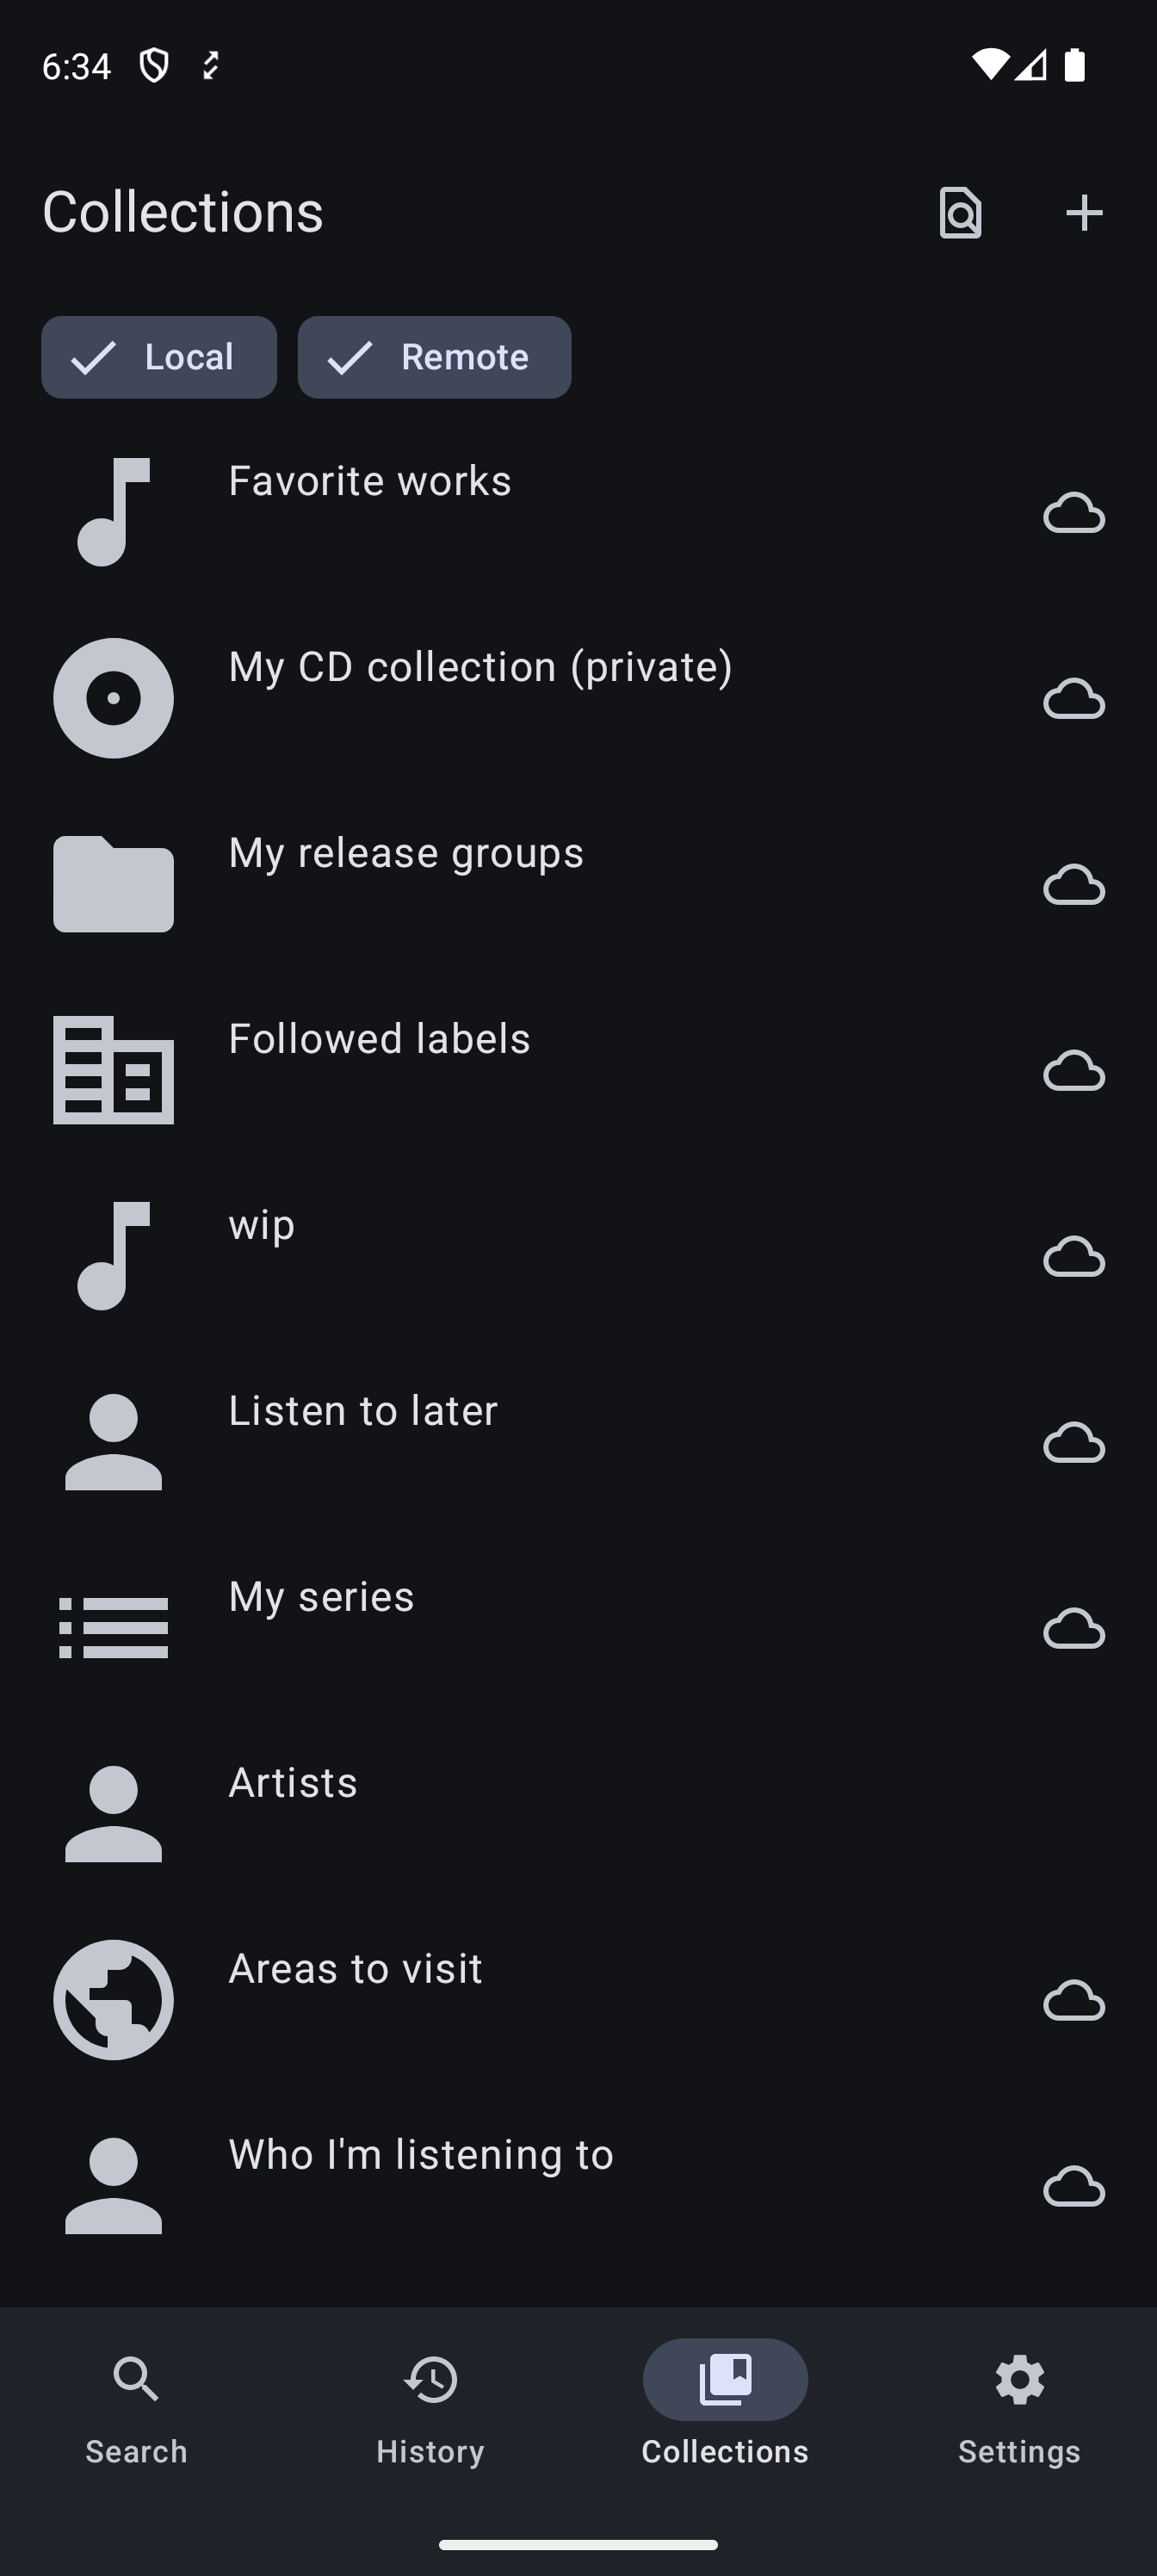 6:34
Collections
Local
Remote
Favorite works
My CD collection (private)
My release groups
Followed labels
wip
Listen to later
My series
Artists
Areas to visit
Who I'm listening to
Search
History
Collections
Settings